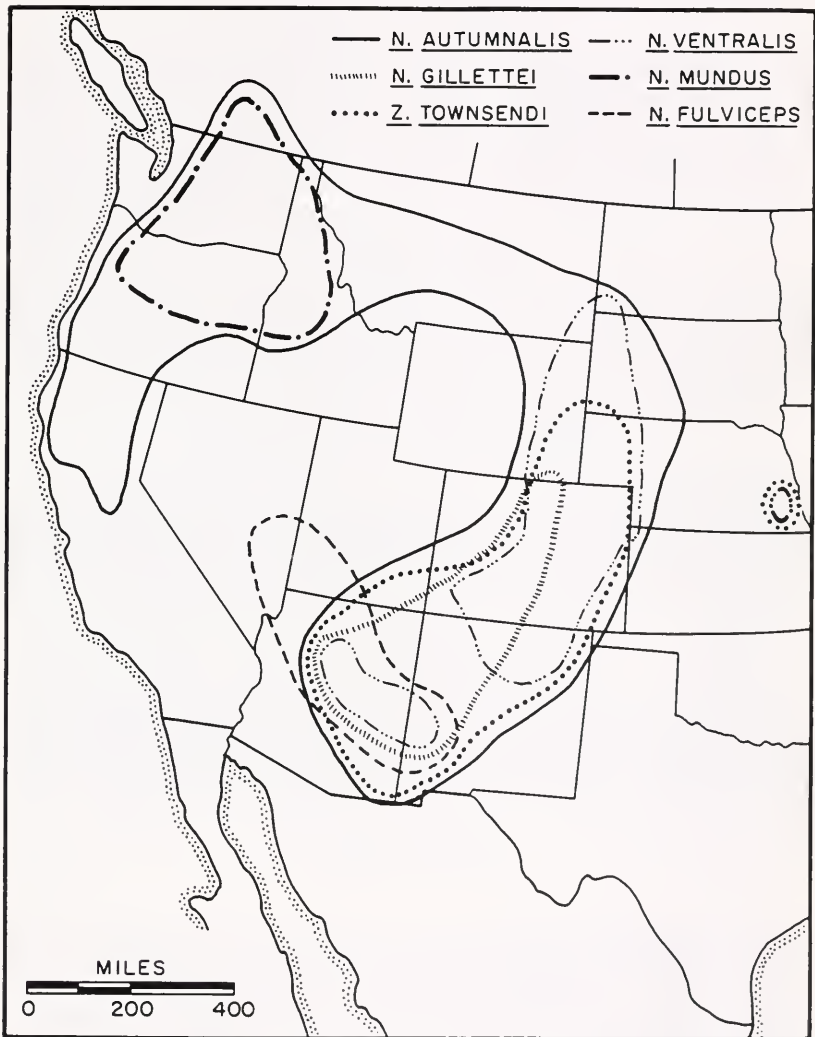 N. AUTUMNALIS
N. GILLETTEI
Z. TOWNSENDI
N. VENTRALIS
N. MUNDUS
N. FULVICEPS
MILES
0 200 400